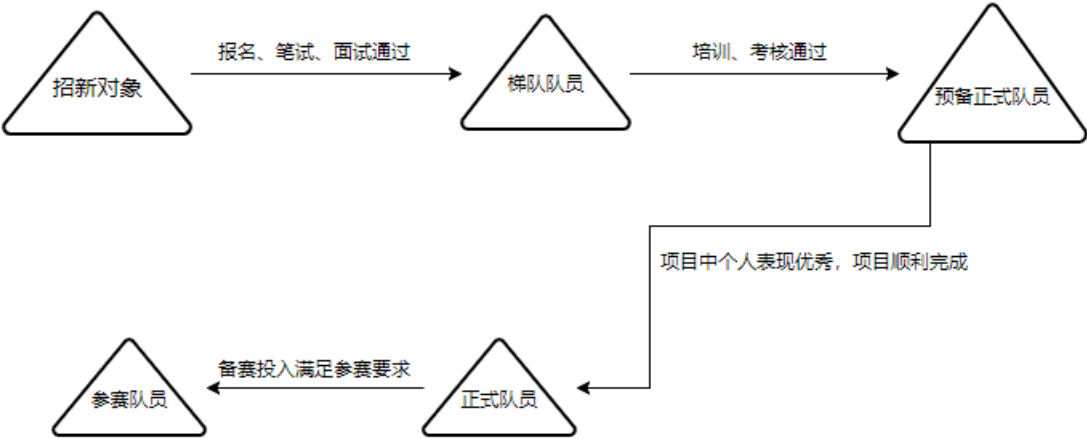 招新对象
报名、笔试、面试通过
梯队队员
培训、考核通过
预备正式队员
项目中个人表现优秀，项目顺利完成
正式队员
备赛投入满足参赛要求
参赛队员